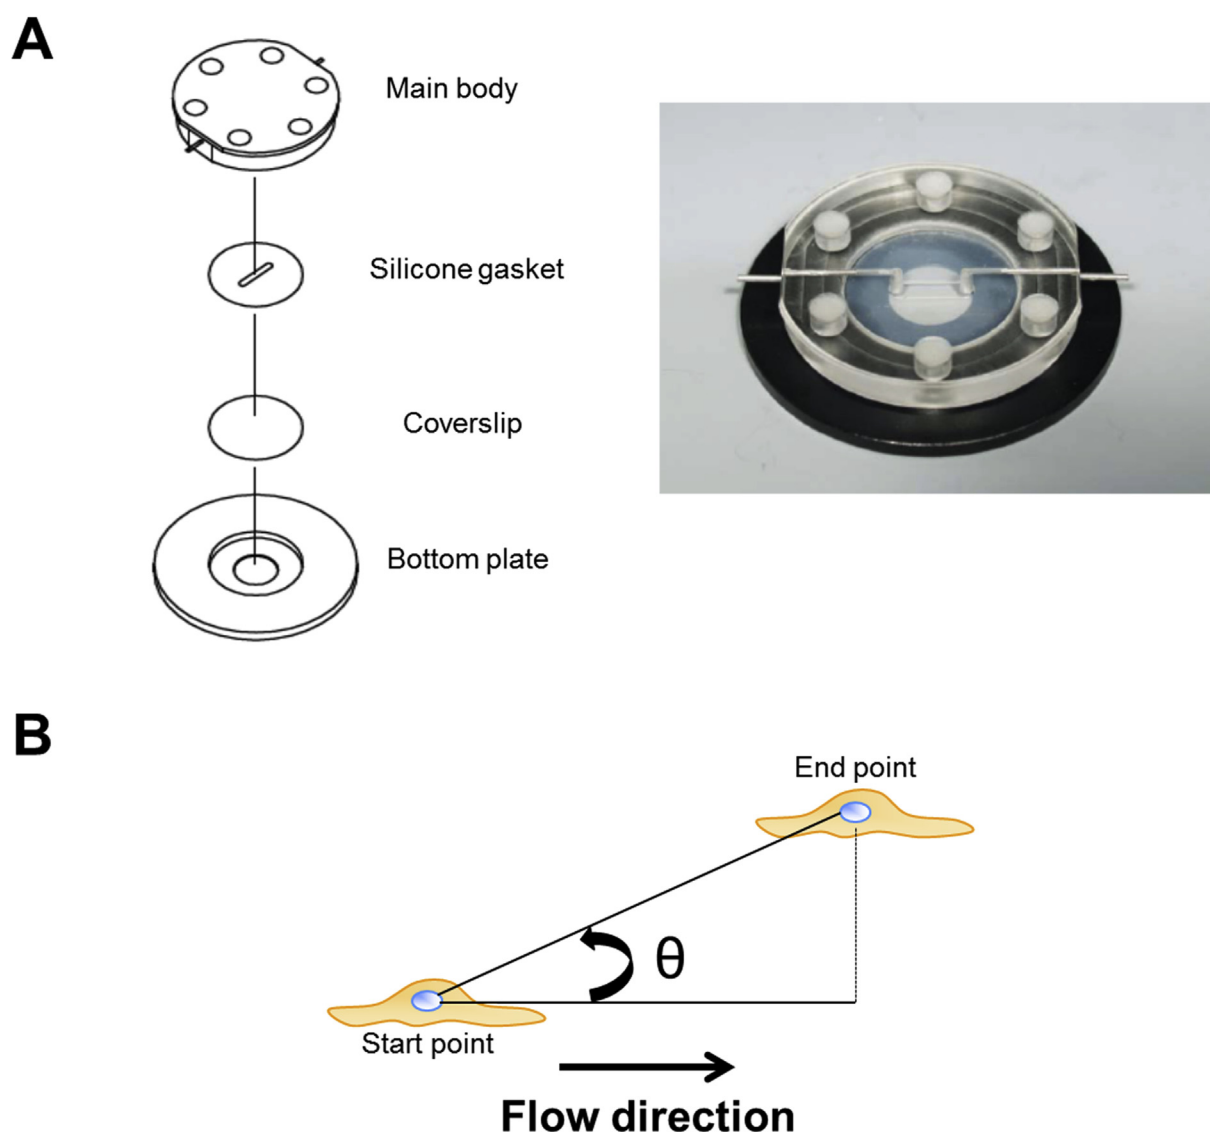 A
Main body
Silicone gasket
Coverslip
Bottom plate
B
End point
θ
Start point
Flow direction